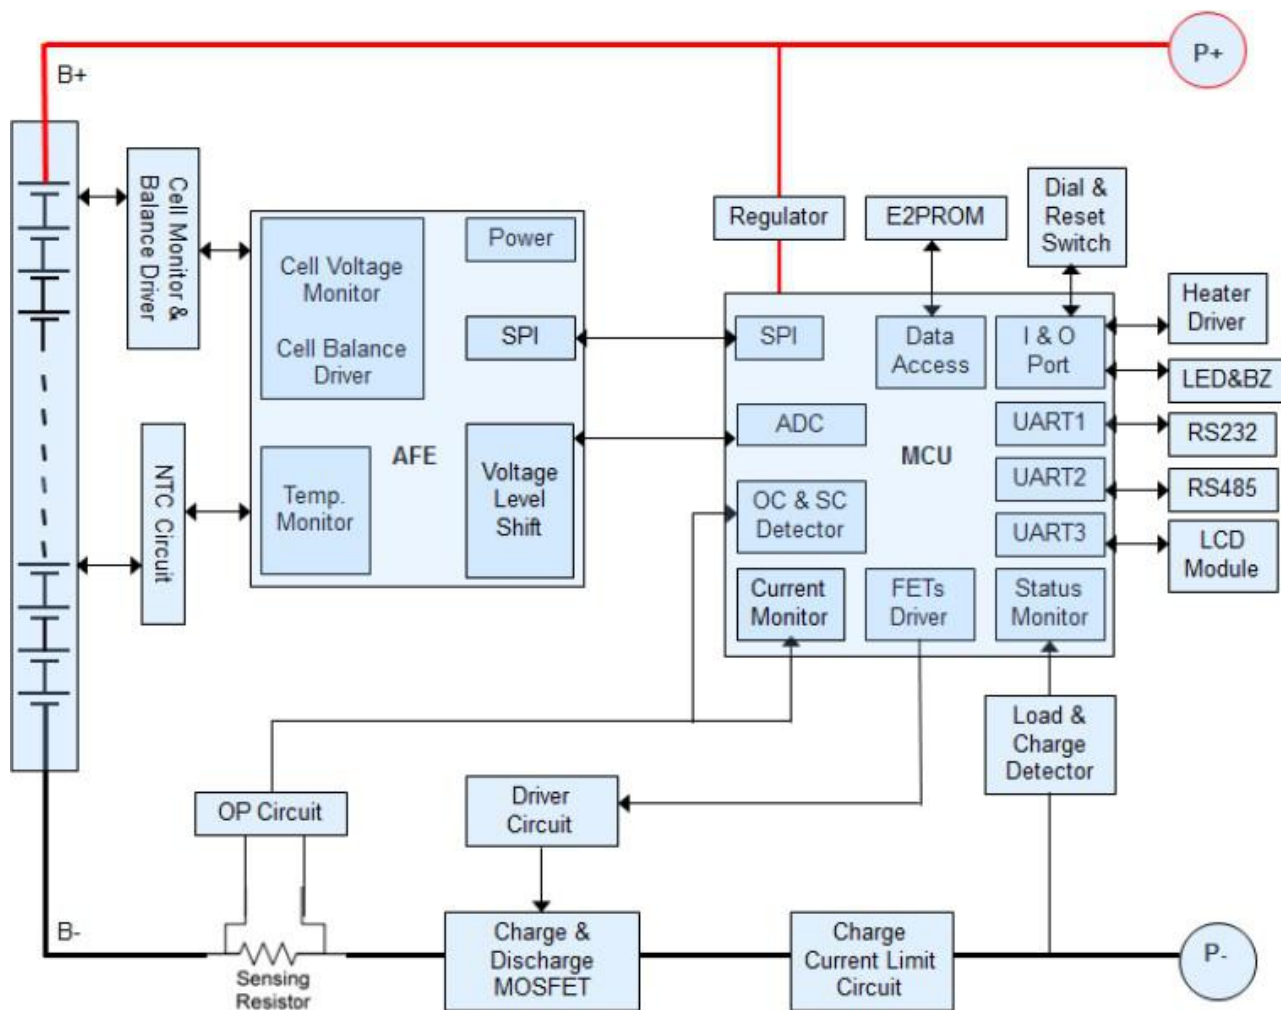 B+
P+
Cell Monitor &
Balance Driver
Power
Cell Voltage
Monitor
Cell Balance
Driver
SPI
AFE
Temp.
Monitor
Voltage
Level
Shift
NTC Circuit
Regulator
E2PROM
Dial &
Reset
Switch
Heater
Driver
SPI
Data
Access
I & O
Port
LED&BZ
ADC
MCU
UART1
RS232
OC & SC
Detector
UART2
RS485
UART3
LCD
Module
Current
Monitor
FETs
Driver
Status
Monitor
Load &
Charge
Detector
OP Circuit
Driver
Circuit
B-
Sensing
Resistor
Charge &
Discharge
MOSFET
Charge
Current Limit
Circuit
P-